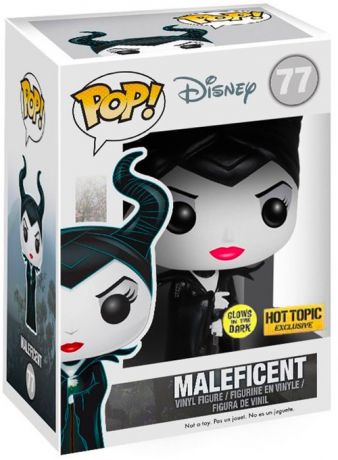 POP!
Disney
77
GLOWS
IN THE
DARK
HOT TOPIC
EXCLUSIVE
MALEFICENT
77
MALEFICENT
VINYL FIGURE / FIGURINE EN VINYLE /
FIGURA DE VINIL
Not a toy. Pas un jouet. No es un juguete.